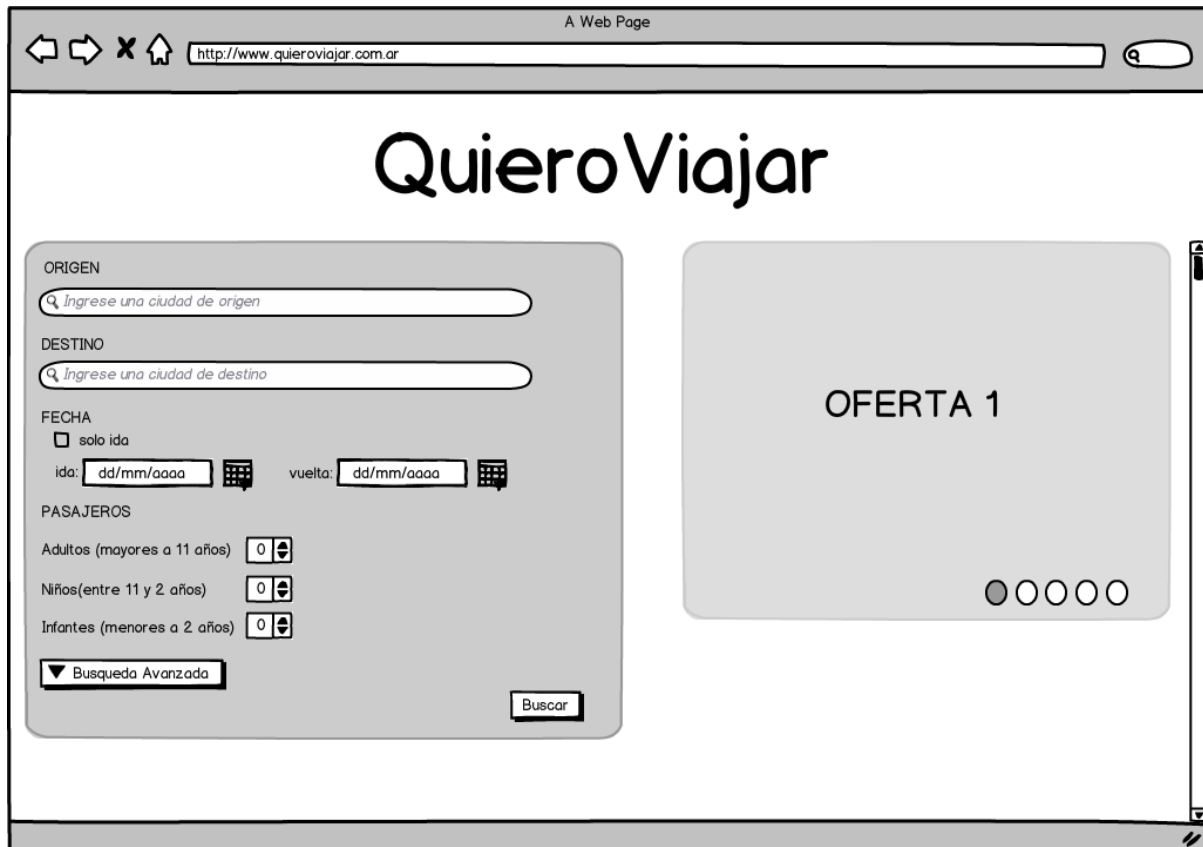 A Web Page
http://www.quieroviajar.com.ar
QuieroViajar
ORIGEN
Ingrese una ciudad de origen
DESTINO
Ingrese una ciudad de destino
FECHA
solo ida
ida: dd/mm/aaaa vuelta: dd/mm/aaaa
PASAJEROS
Adultos (mayores a 11 años) 0
Niños(entre 11 y 2 años) 0
Infantes (menores a 2 años) 0
Busqueda Avanzada
Buscar
OFERTA 1